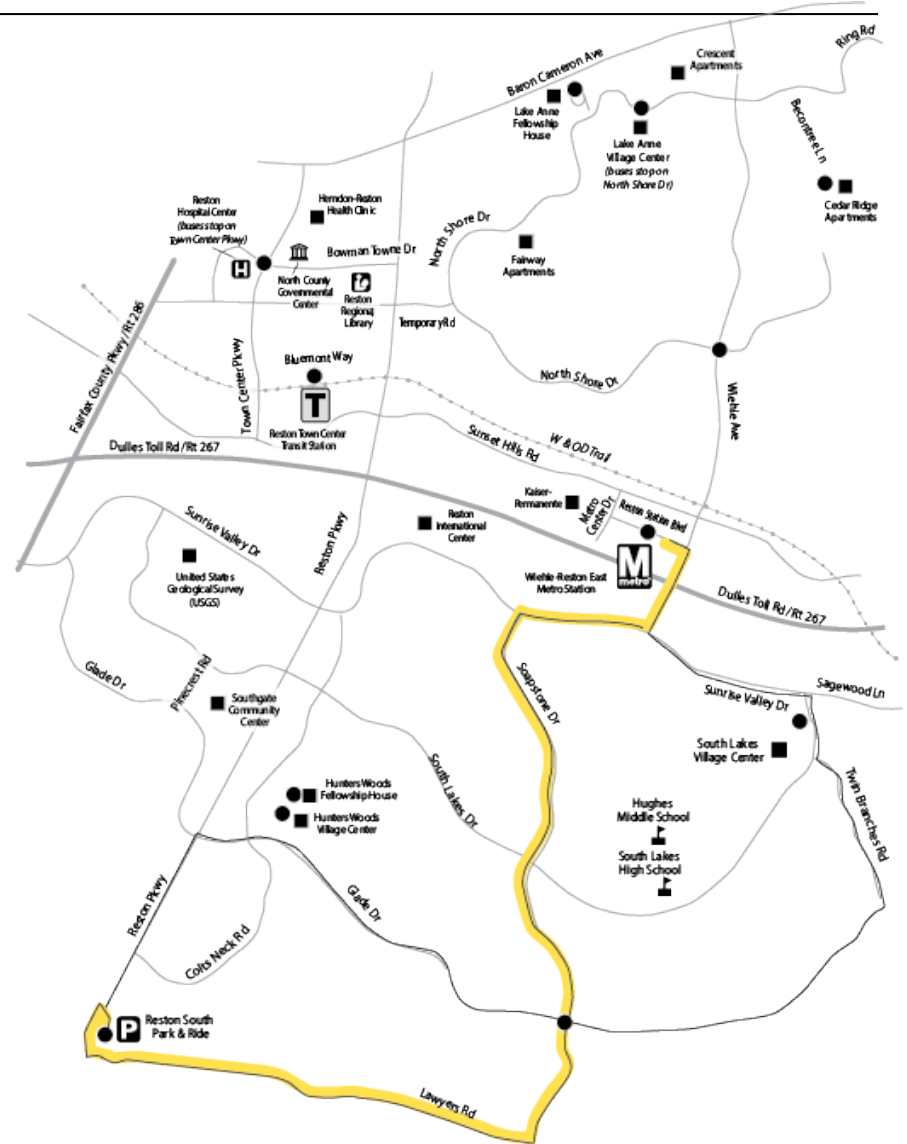 Ring Rd
Baron Cameron Ave
Crescent
Apartments
Lake Anne
Fellowship
House
Lake Anne
Village Center
(buses stop on
North Shore Dr)
Becontree Ln
Cedar Ridge
Apartments
Reston
Hospital Center
(buses stop on
Town Center Pkwy)
Herndon-Reston
Health Clinic
North Shore Dr
Fairway
Apartments
H
Bowman Towne Dr
North County
Governmental
Center
Reston
Regional
Library
Temporary Rd
Fairfax County Pkwy/Rt 286
Town Center Pkwy
Bluemont Way
T
Reston Town Center
Transit Station
North Shore Dr
Wiehle Ave
Dulles Toll Rd/Rt 267
Sunset Hills Rd
W & OD Trail
Kaiser-
Permanente
Metro
Center Dr
Reston Station Blvd
Reston
International
Center
Reston Pkwy
Sunrise Valley Dr
United States
Geological Survey
(USGS)
M
metro
Wiehle-Reston East
Metro Station
Dulles Toll Rd/Rt 267
Glade Dr
Pinecrest Rd
Southgate
Community
Center
Soapstone Dr
Sagewood Ln
Sunrise Valley Dr
South Lakes
Village Center
South Lakes Dr
Twin Branches Rd
Hunters Woods
Fellowship House
Hunters Woods
Village Center
Hughes
Middle School
South Lakes
High School
Reston Pkwy
Glade Dr
Colts Neck Rd
P
Reston South
Park & Ride
Lawyers Rd